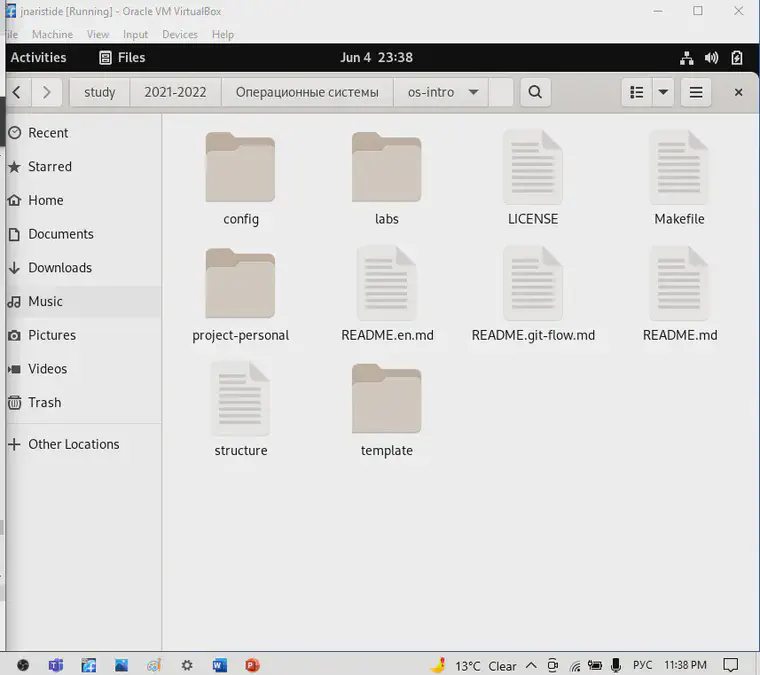 jnaristide [Running] - Oracle VM VirtualBox
ile Machine View Input Devices Help
Activities Files Jun 4 23:38
study 2021-2022 Операционные системы os-intro
Recent
Starred
Home
Documents
Downloads
Music
Pictures
Videos
Trash
Other Locations
config labs LICENSE Makefile
project-personal README.en.md README.git-flow.md README.md
structure template
13°C Clear РУС 11:38 PM